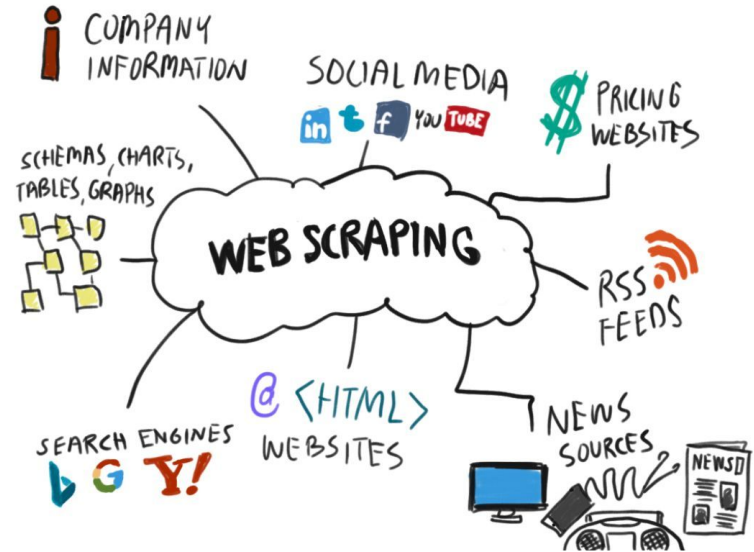 COMPANY
INFORMATION
SOCIAL MEDIA
in t f YOU TUBE
$ PRICING
WEBSITES
SCHEMAS, CHARTS,
TABLES, GRAPHS
WEB SCRAPING
RSS
FEEDS
@ <HTML>
WEBSITES
SEARCH ENGINES
b G Y!
NEWS
SOURCES
NEWS